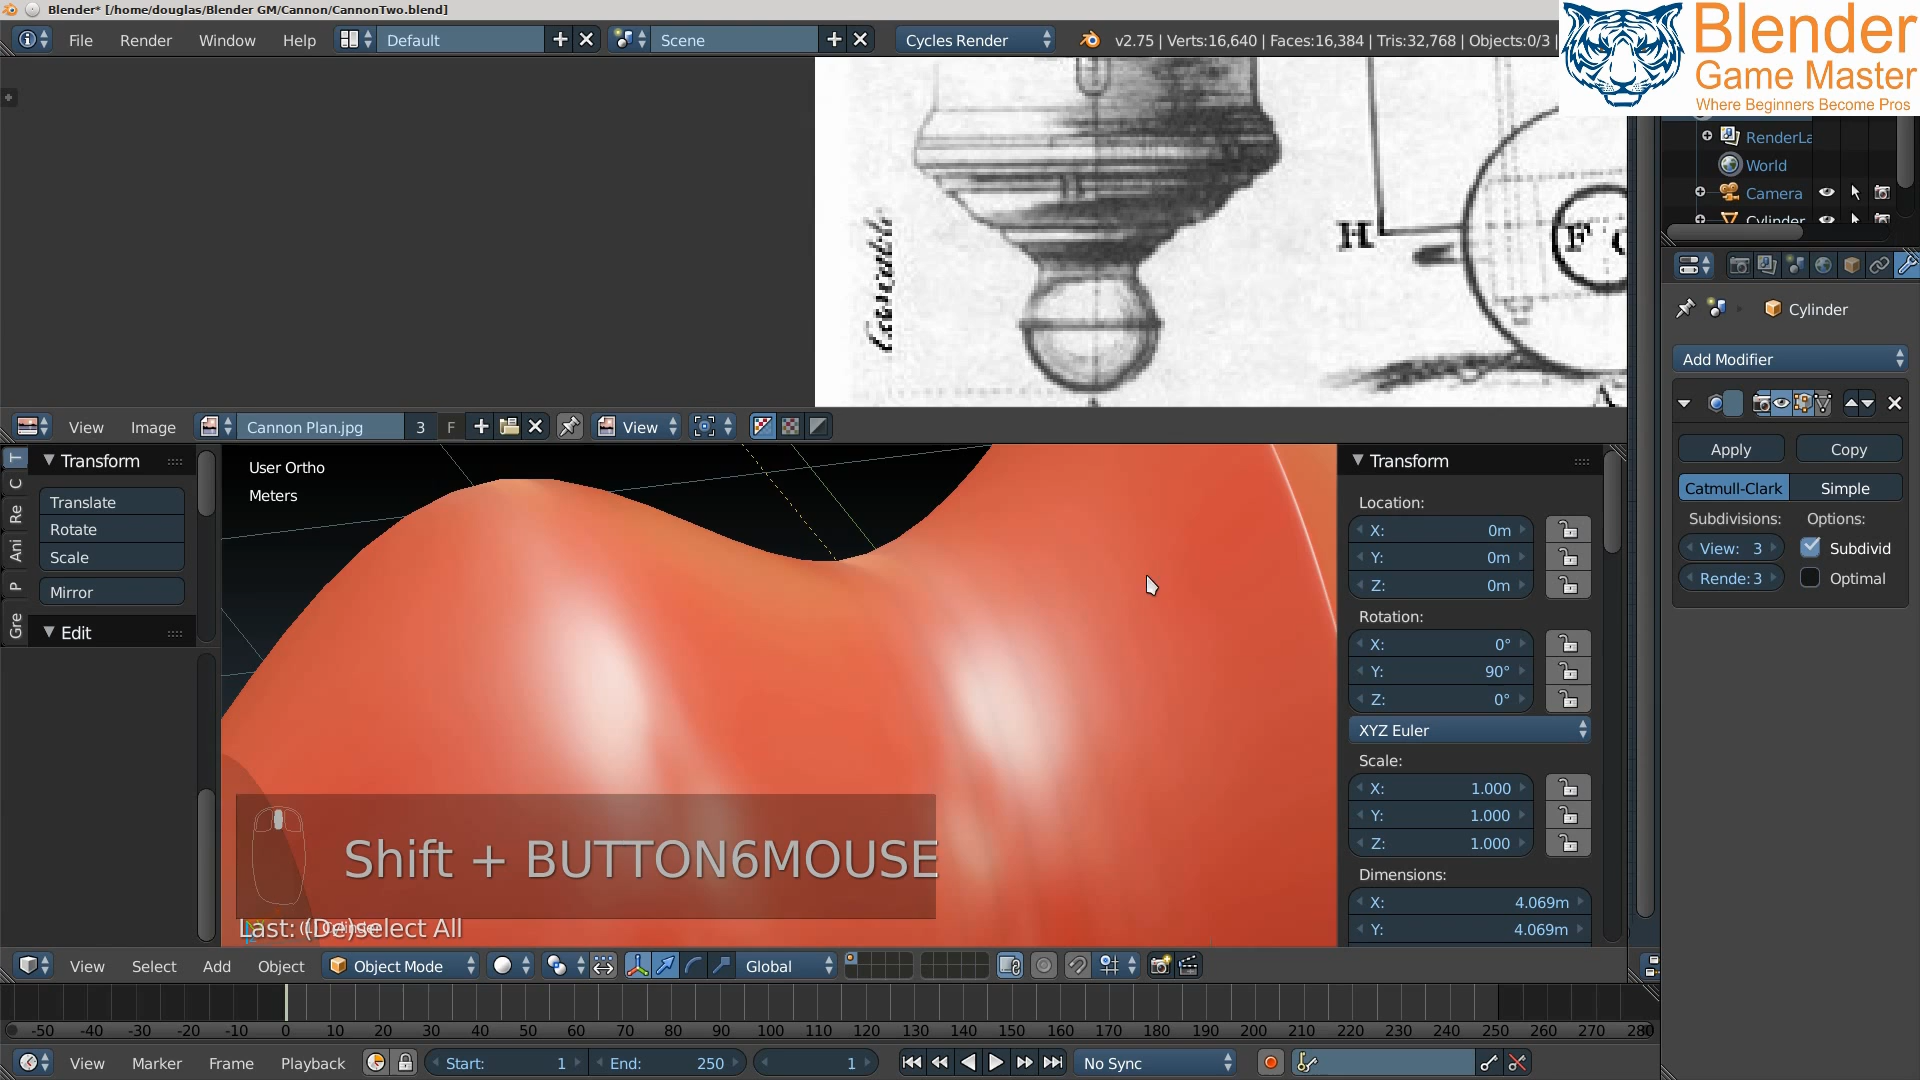 Blender* [/home/douglas/Blender GM/Cannon/CannonTwo.blend]
File Render Window Help Default Scene Cycles Render v2.75 | Verts:16,640 | Faces:16,384 | Tris:32,768 | Objects:0/3 |
Blender
Game Master
Where Beginners Become Pros
RenderLa
World
Camera
Cylinder
H
F
Cylinder
Add Modifier
Apply Copy
Catmull-Clark Simple
Subdivisions: Options:
View: 3 Subdivid
Rende: 3 Optimal
View Image Cannon Plan.jpg 3 F View
T
C
Re
Ani
P
Gre
Transform
Translate
Rotate
Scale
Mirror
Edit
User Ortho
Meters
Shift + BUTTON6MOUSE
Last: (De)select All
Transform
Location:
X: 0m
Y: 0m
Z: 0m
Rotation:
X: 0°
Y: 90°
Z: 0°
XYZ Euler
Scale:
X: 1.000
Y: 1.000
Z: 1.000
Dimensions:
X: 4.069m
Y: 4.069m
View Select Add Object Object Mode Global
-50 -40 -30 -20 -10 0 10 20 30 40 50 60 70 80 90 100 110 120 130 140 150 160 170 180 190 200 210 220 230 240 250 260 270 280
View Marker Frame Playback Start: 1 End: 250 1 No Sync